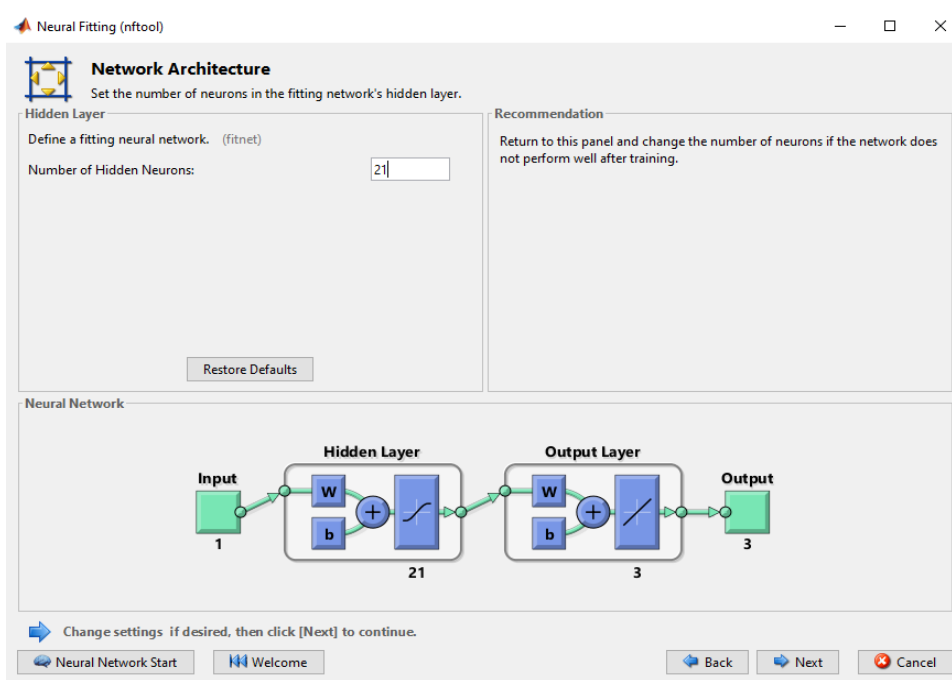 Neural Fitting (nftool)
Network Architecture
Set the number of neurons in the fitting network's hidden layer.
Hidden Layer
Define a fitting neural network. (fitnet)
Number of Hidden Neurons: 21
Restore Defaults
Recommendation
Return to this panel and change the number of neurons if the network does
not perform well after training.
Neural Network
Hidden Layer
Output Layer
Input
Output
W
b
W
b
1
21
3
3
Change settings if desired, then click [Next] to continue.
Neural Network Start
Welcome
Back
Next
Cancel